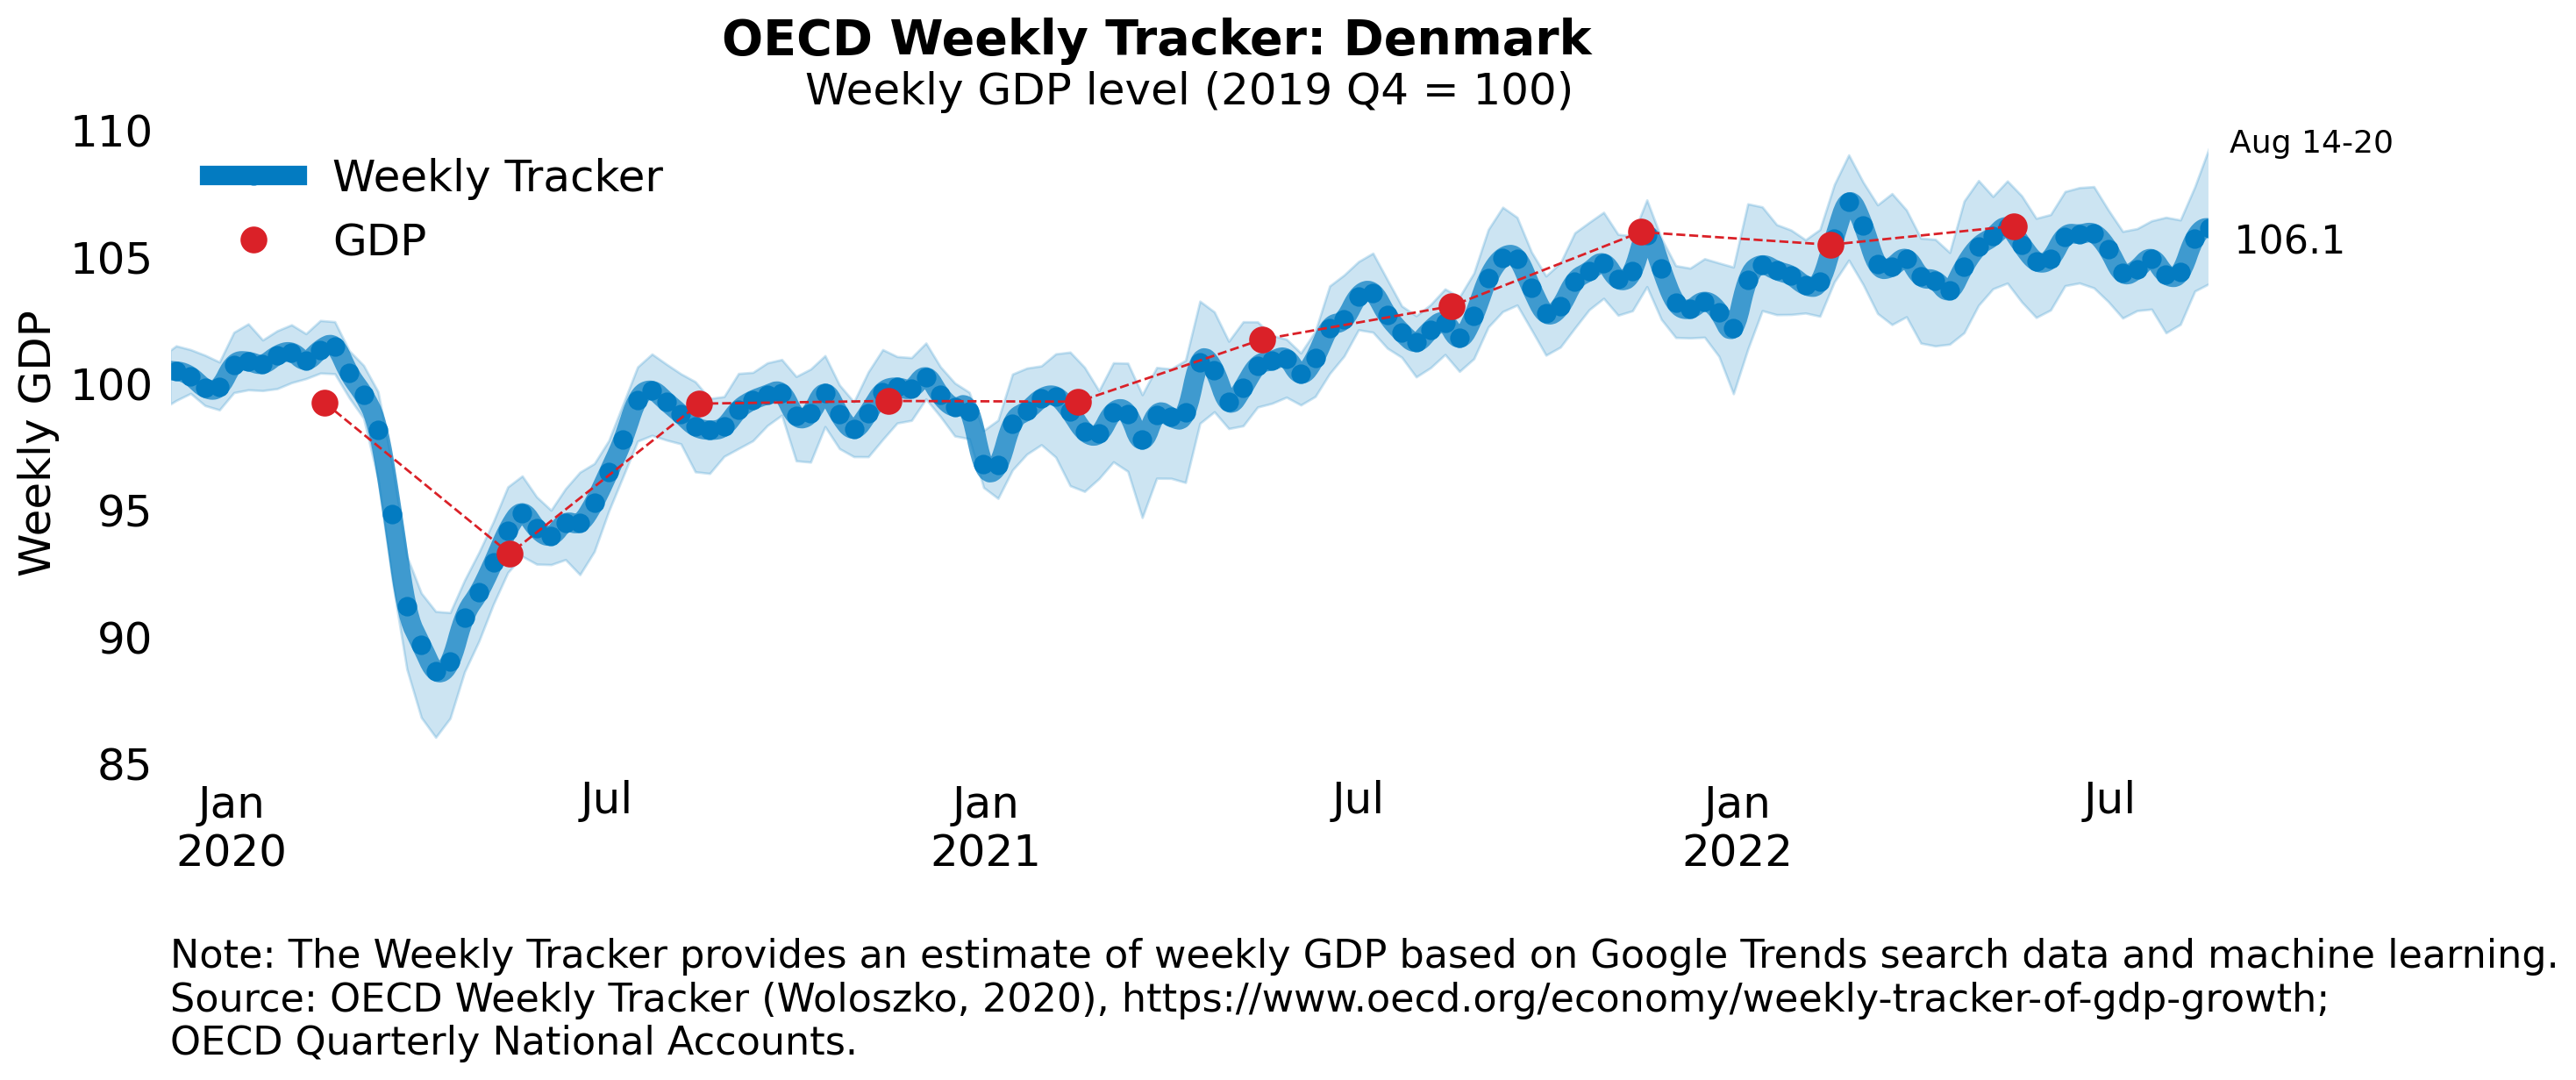 OECD Weekly Tracker: Denmark
Weekly GDP level (2019 Q4 = 100)
110
105
100
95
90
85
Weekly GDP
Weekly Tracker
GDP
Aug 14-20
106.1
Jan
2020
Jul
Jan
2021
Jul
Jan
2022
Jul
Note: The Weekly Tracker provides an estimate of weekly GDP based on Google Trends search data and machine learning.
Source: OECD Weekly Tracker (Woloszko, 2020), https://www.oecd.org/economy/weekly-tracker-of-gdp-growth;
OECD Quarterly National Accounts.